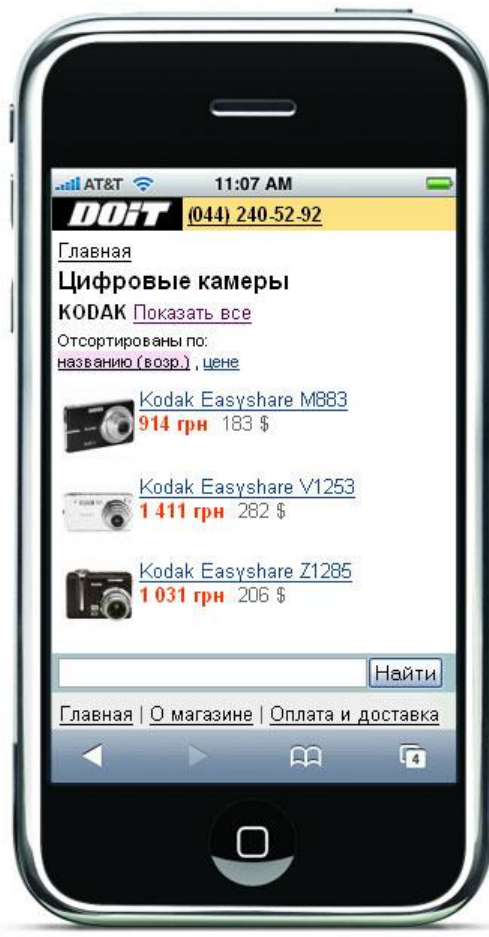 AT&T 11:07 AM
DOiT (044) 240-52-92
Главная
Цифровые камеры
KODAK Показать все
Отсортированы по:
названию (возр.) , цене
Kodak Easyshare M883
914 грн 183 $
Kodak Easyshare V1253
1 411 грн 282 $
Kodak Easyshare Z1285
1 031 грн 206 $
Найти
Главная | О магазине | Оплата и доставка
4